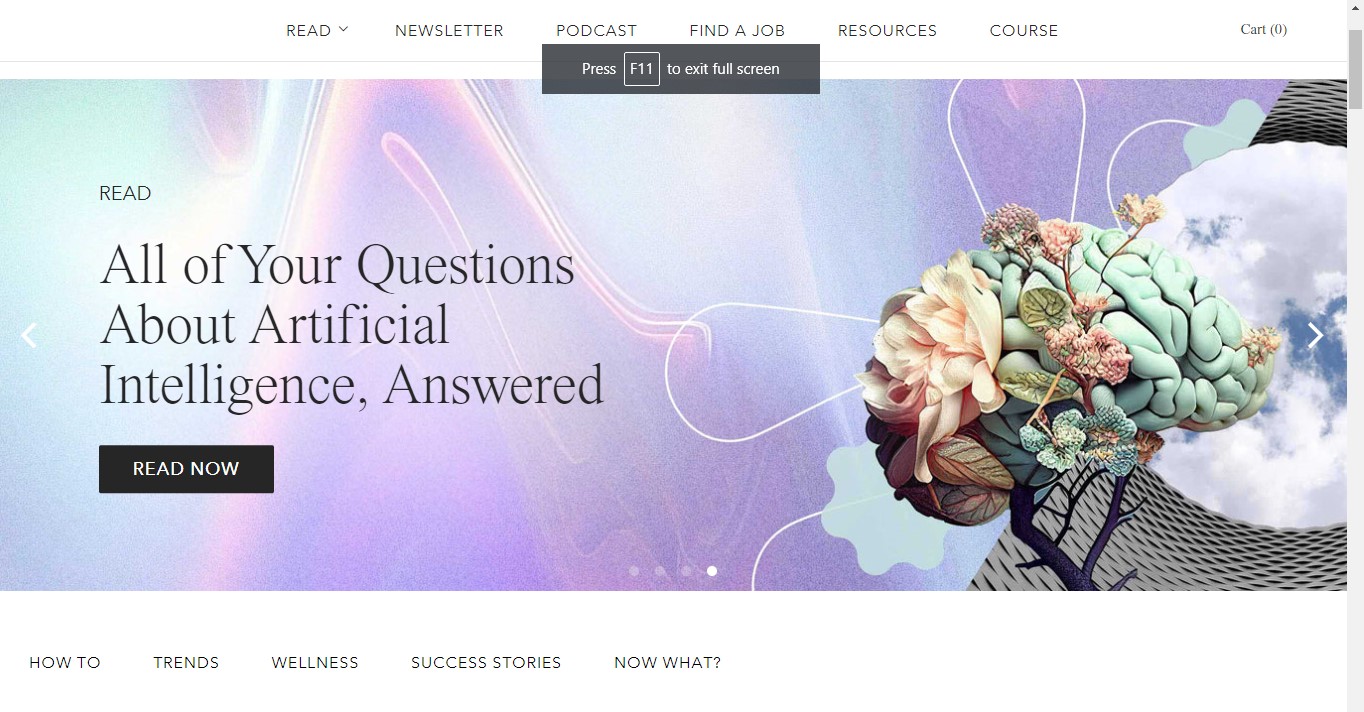 READ NEWSLETTER PODCAST FIND A JOB RESOURCES COURSE Cart (0)
Press F11 to exit full screen
READ
All of Your Questions
About Artificial
Intelligence, Answered
READ NOW
HOW TO TRENDS WELLNESS SUCCESS STORIES NOW WHAT?